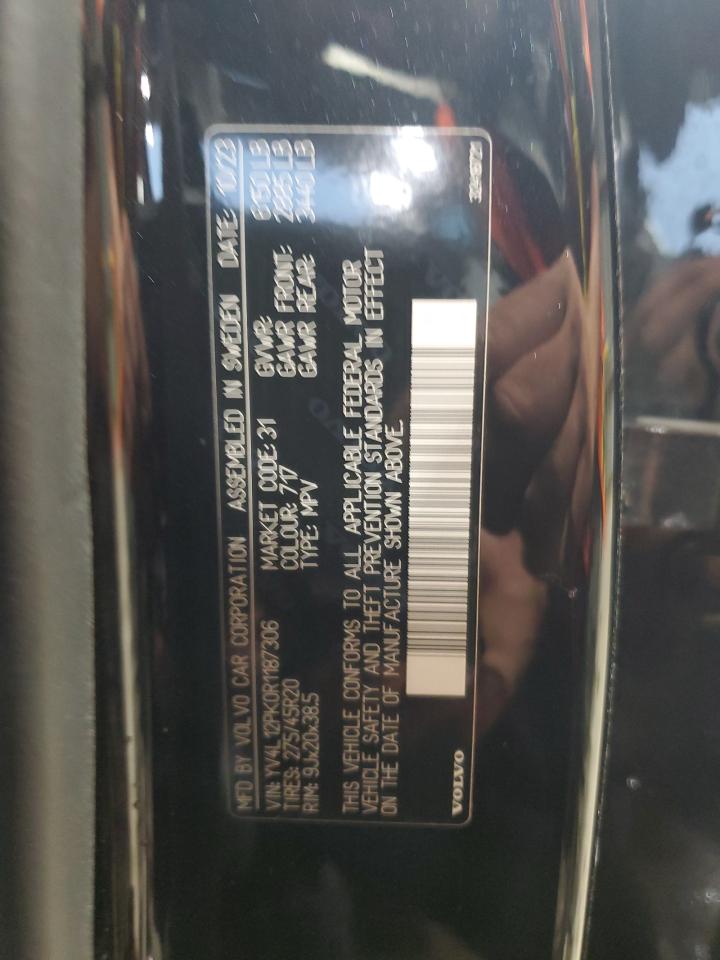 MFD BY VOLVO CAR CORPORATION ASSEMBLED IN SWEDEN DATE: 10/23
VIN: YV4L12PK0R1187306 MARKET CODE: 31 GVWR: 6150 LB
TIRES: 275/45R20 COLOUR: 717 GAWR FRONT: LB
RIM: 9Jx20x38.5 TYPE: MPV GAWR REAR: 3440 LB
THIS VEHICLE CONFORMS TO ALL APPLICABLE FEDERAL MOTOR
VEHICLE SAFETY AND THEFT PREVENTION STANDARDS IN EFFECT
ON THE DATE OF MANUFACTURE SHOWN ABOVE.
VOLVO